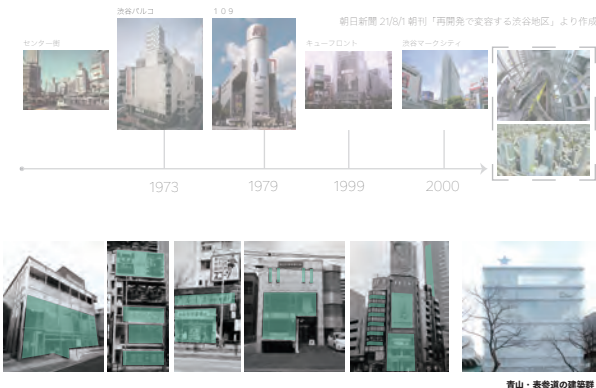 渋谷パルコ
109
朝日新聞 21/8/1 朝刊「再開発で変容する渋谷地区」より作成
センター街
キューフロント
渋谷マークシティ
1973
1979
1999
2000
青山・表参道の建築群